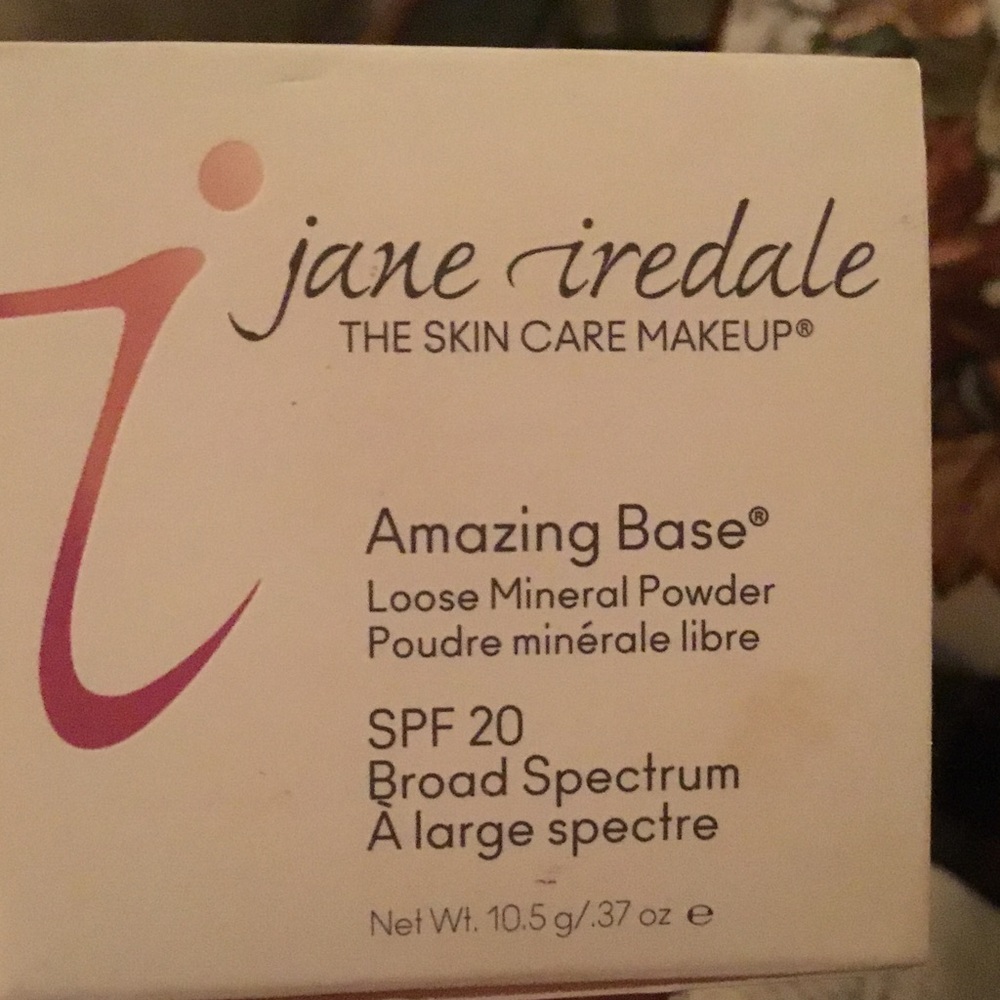 jane iredale
THE SKIN CARE MAKEUP®
Amazing Base®
Loose Mineral Powder
Poudre minérale libre
SPF 20
Broad Spectrum
À large spectre
Net Wt. 10.5 g/.37 oz ℮